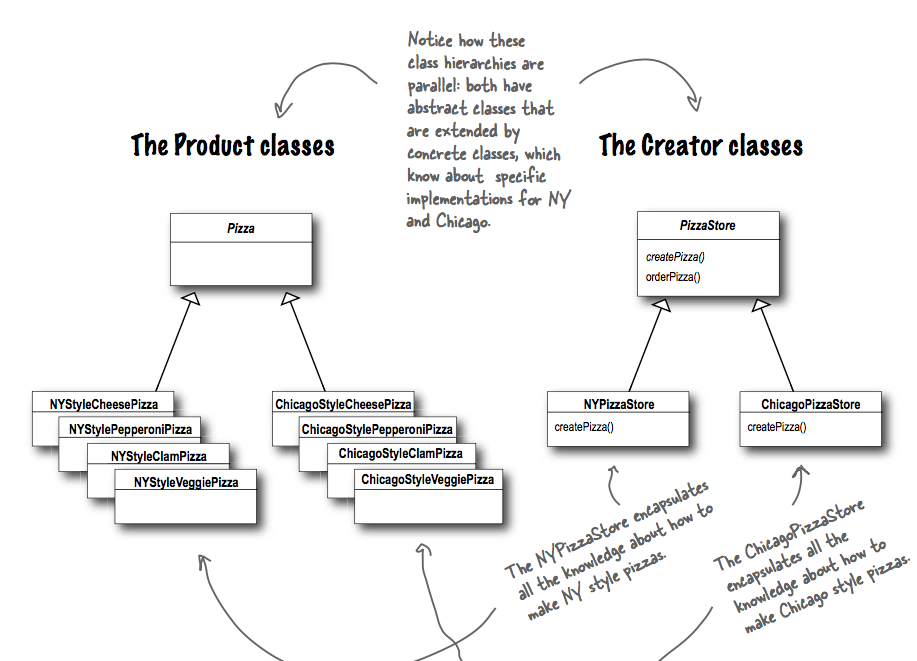 Notice how these
class hierarchies are
parallel: both have
abstract classes that
are extended by
concrete classes, which
know about specific
implementations for NY
and Chicago.
The Product classes
The Creator classes
Pizza
PizzaStore
createPizza()
orderPizza()
NYStyleCheesePizza
NYStylePepperoniPizza
NYStyleClamPizza
NYStyleVeggiePizza
ChicagoStyleCheesePizza
ChicagoStylePepperoniPizza
ChicagoStyleClamPizza
ChicagoStyleVeggiePizza
NYPizzaStore
createPizza()
ChicagoPizzaStore
createPizza()
The NYPizzaStore encapsulates
all the knowledge about how to
make NY style pizzas.
The ChicagoPizzaStore
encapsulates all the
knowledge about how to
make Chicago style pizzas.